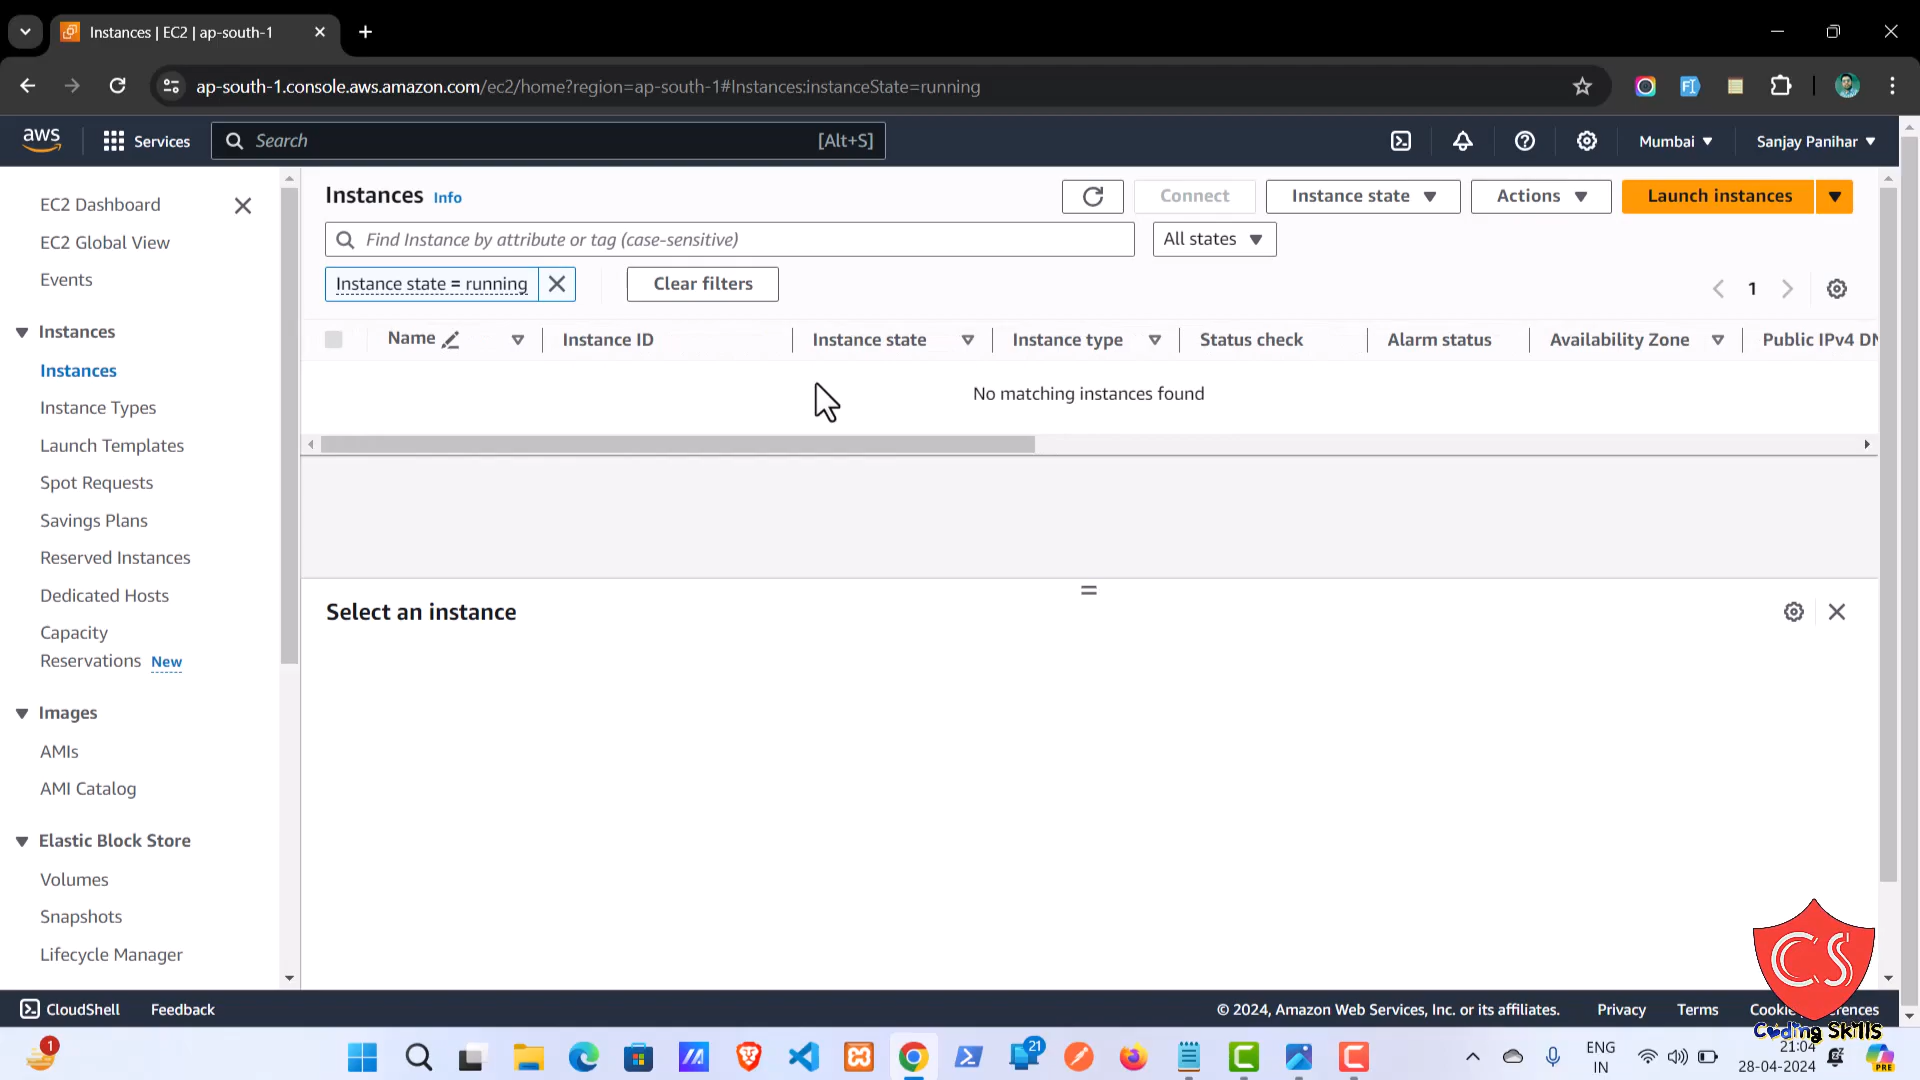 Instances | EC2 | ap-south-1
ap-south-1.console.aws.amazon.com/ec2/home?region=ap-south-1#Instances:instanceState=running
aws
Services
Search
[Alt+S]
Mumbai
Sanjay Panihar
EC2 Dashboard
EC2 Global View
Events
Instances
Instances
Instance Types
Launch Templates
Spot Requests
Savings Plans
Reserved Instances
Dedicated Hosts
Capacity
Reservations New
Images
AMIs
AMI Catalog
Elastic Block Store
Volumes
Snapshots
Lifecycle Manager
Instances Info
Connect
Instance state
Actions
Launch instances
Find Instance by attribute or tag (case-sensitive)
All states
Instance state = running
Clear filters
1
Name
Instance ID
Instance state
Instance type
Status check
Alarm status
Availability Zone
Public IPv4 DN
No matching instances found
Select an instance
CS
Coding Skills
CloudShell
Feedback
© 2024, Amazon Web Services, Inc. or its affiliates.
Privacy
Terms
1
21
PRE
ENG
IN
21:04
28-04-2024